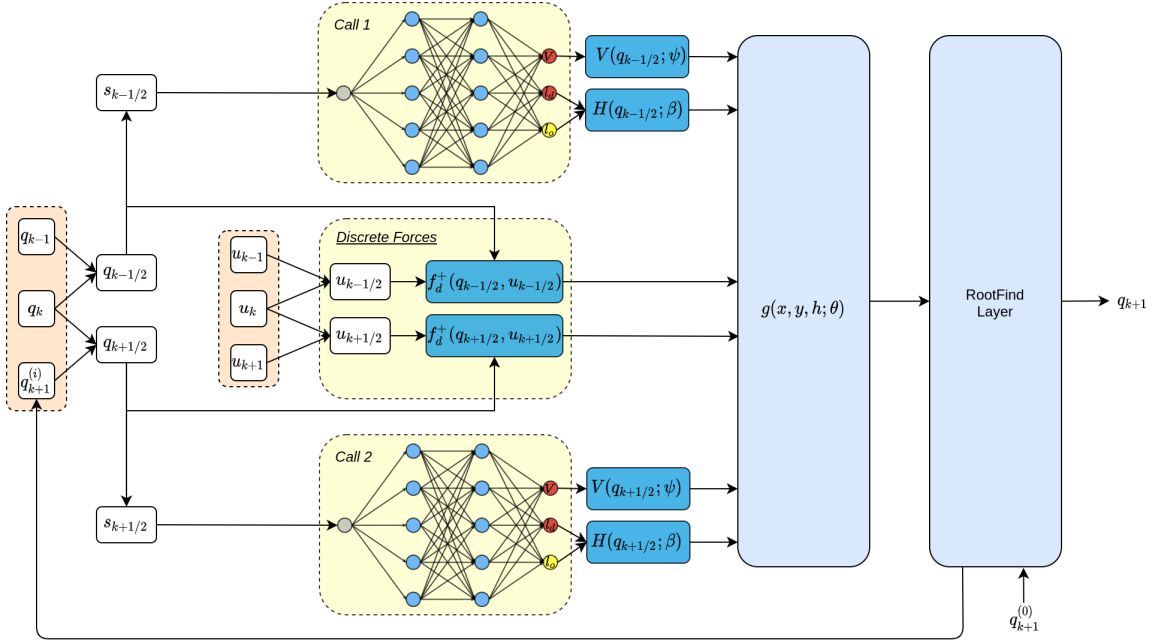 Call 1
V
l_d
l_o
V(q_{k-1/2}; ψ)
H(q_{k-1/2}; β)
s_{k-1/2}
q_{k-1}
q_k
q_{k+1}^{(i)}
q_{k-1/2}
q_{k+1/2}
u_{k-1}
u_k
u_{k+1}
Discrete Forces
u_{k-1/2}
f_d^+(q_{k-1/2}, u_{k-1/2})
u_{k+1/2}
f_d^+(q_{k+1/2}, u_{k+1/2})
g(x, y, h; θ)
RootFind
Layer
q_{k+1}
Call 2
V
l_d
l_o
V(q_{k+1/2}; ψ)
H(q_{k+1/2}; β)
s_{k+1/2}
q_{k+1}^{(0)}